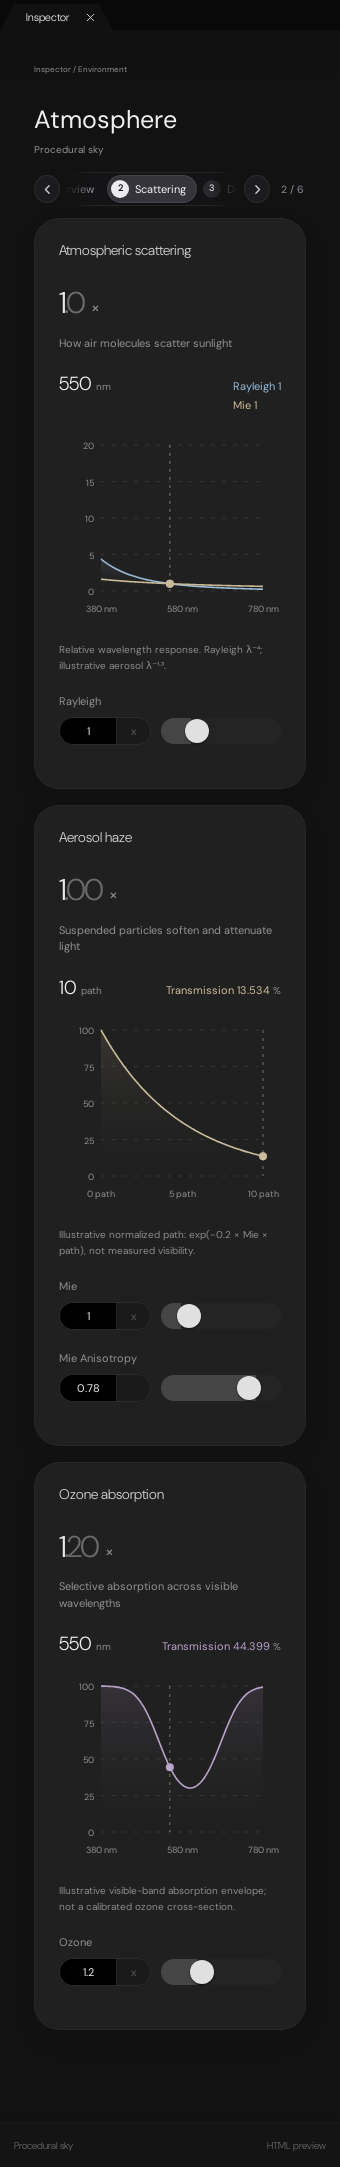 Inspector
Inspector / Environment
Atmosphere
Procedural sky
view 2 Scattering 3 D 2 / 6
Atmospheric scattering
1.0 ×
How air molecules scatter sunlight
550 nm Rayleigh 1
Mie 1
20
15
10
5
0
380 nm 580 nm 780 nm
Relative wavelength response. Rayleigh λ⁻⁴;
illustrative aerosol λ⁻¹·³.
Rayleigh
1 x
Aerosol haze
1.00 ×
Suspended particles soften and attenuate
light
10 path Transmission 13.534 %
100
75
50
25
0
0 path 5 path 10 path
Illustrative normalized path: exp(-0.2 × Mie ×
path), not measured visibility.
Mie
1 x
Mie Anisotropy
0.78
Ozone absorption
1.20 ×
Selective absorption across visible
wavelengths
550 nm Transmission 44.399 %
100
75
50
25
0
380 nm 580 nm 780 nm
Illustrative visible-band absorption envelope;
not a calibrated ozone cross-section.
Ozone
1.2 x
Procedural sky HTML preview